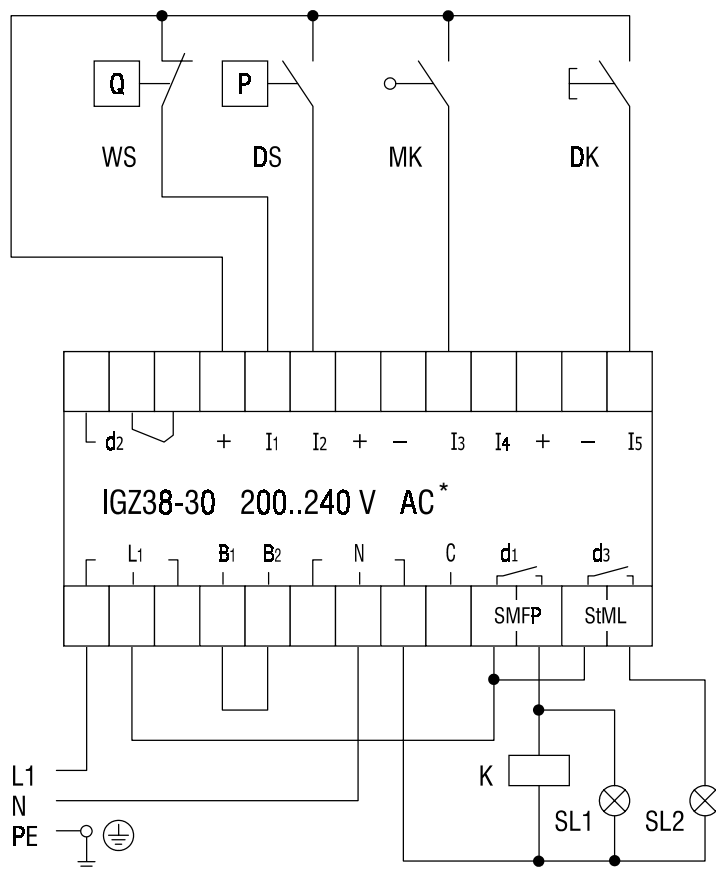 Q P
WS DS MK DK
d2 + I1 I2 + – I3 I4 + – I5
IGZ38-30 200..240 V AC*
L1 B1 B2 N C d1 d3
SMFP StML
L1
N
PE
K
SL1 SL2